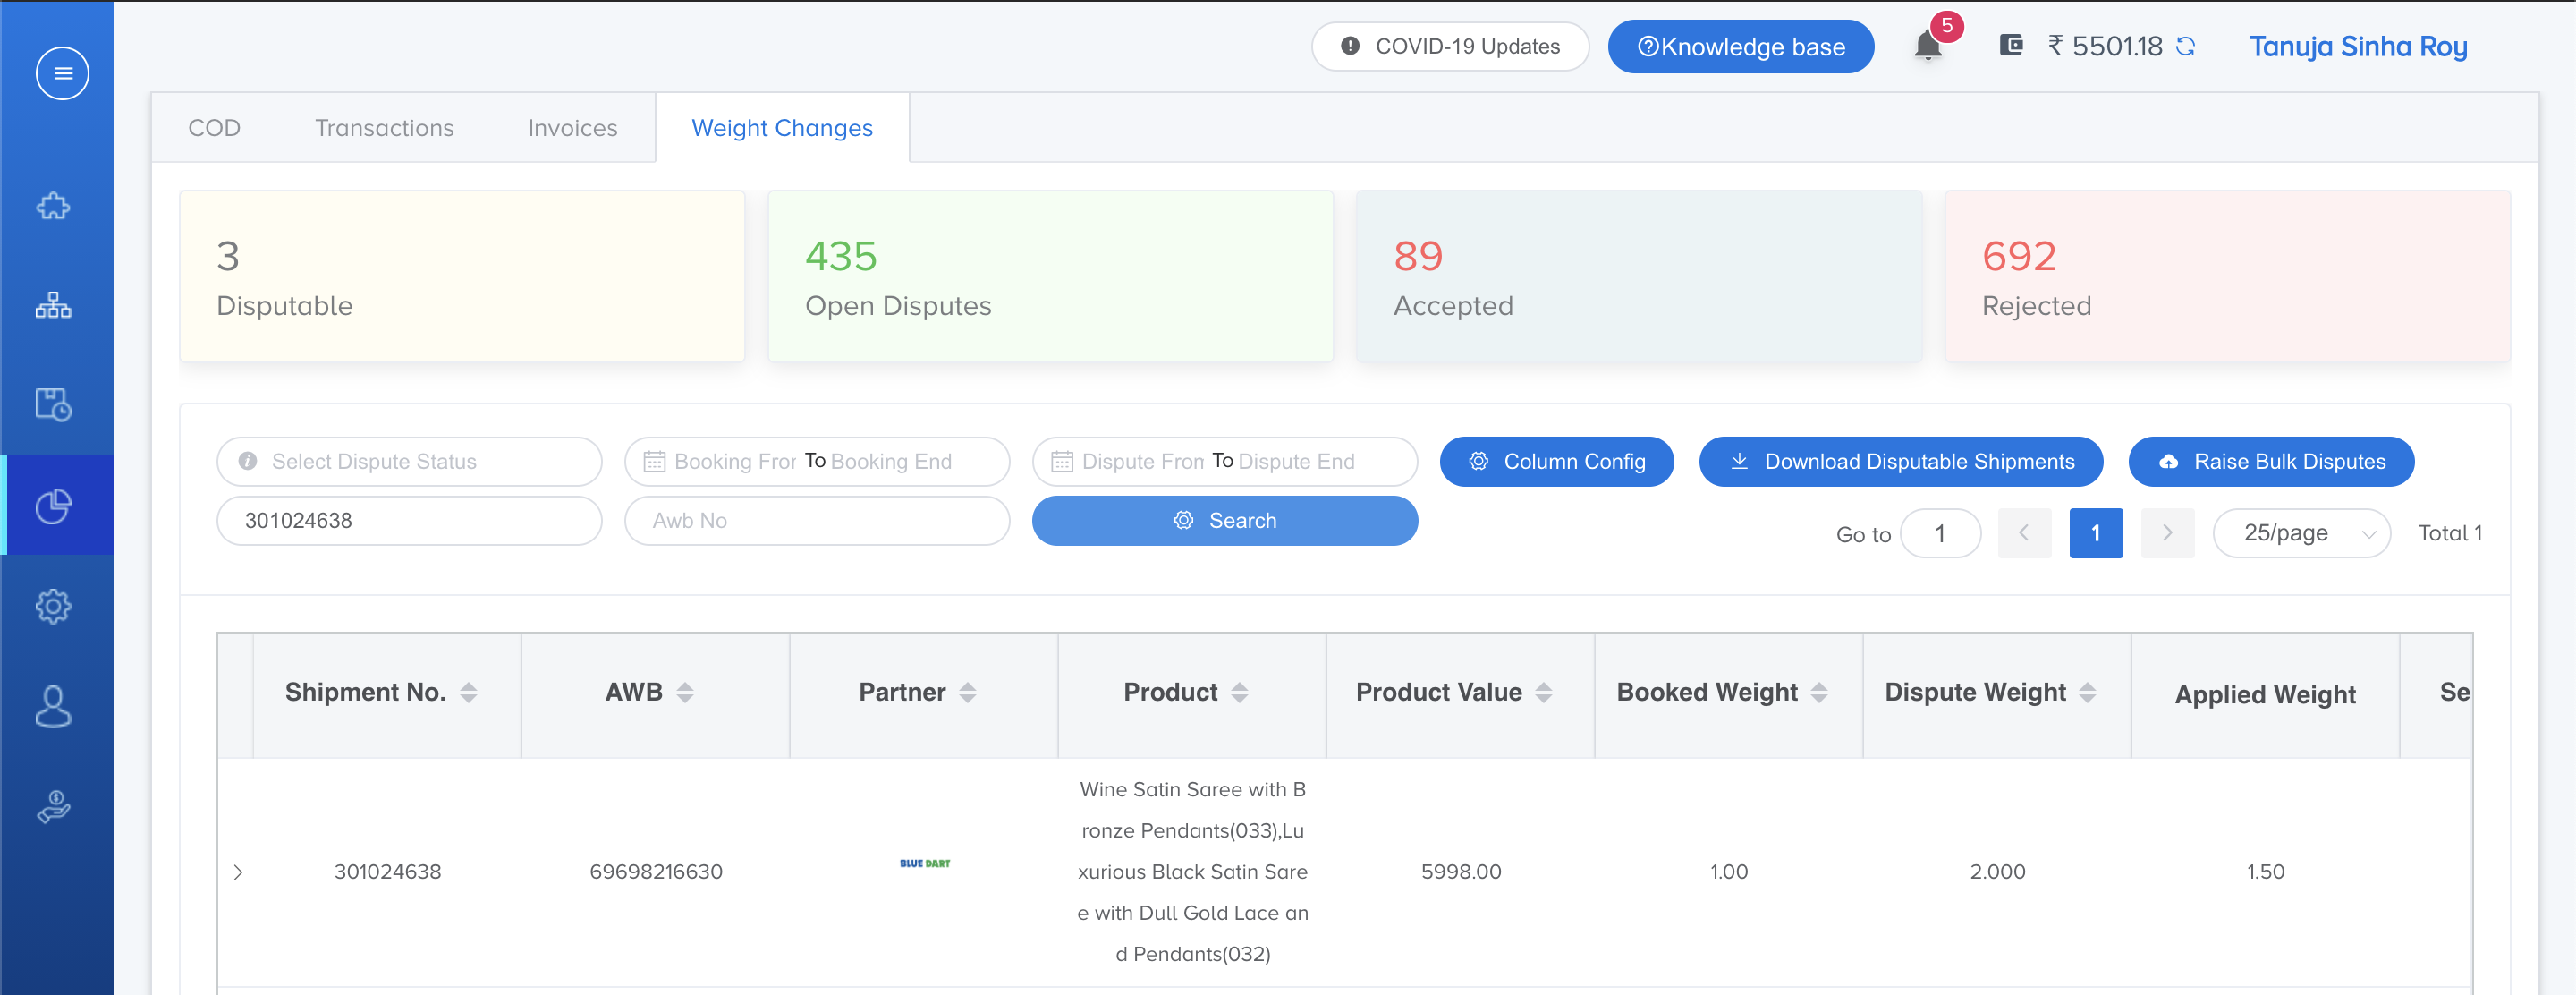 COVID-19 Updates
Knowledge base
5
₹ 5501.18
Tanuja Sinha Roy
COD
Transactions
Invoices
Weight Changes
3
Disputable
435
Open Disputes
89
Accepted
692
Rejected
Select Dispute Status
Booking Fror To Booking End
Dispute Fron To Dispute End
Column Config
Download Disputable Shipments
Raise Bulk Disputes
301024638
Awb No
Search
Go to 1
1
25/page
Total 1
Shipment No.
AWB
Partner
Product
Product Value
Booked Weight
Dispute Weight
Applied Weight
Se
301024638
69698216630
BLUE DART
Wine Satin Saree with B
ronze Pendants(033),Lu
xurious Black Satin Sare
e with Dull Gold Lace an
d Pendants(032)
5998.00
1.00
2.000
1.50